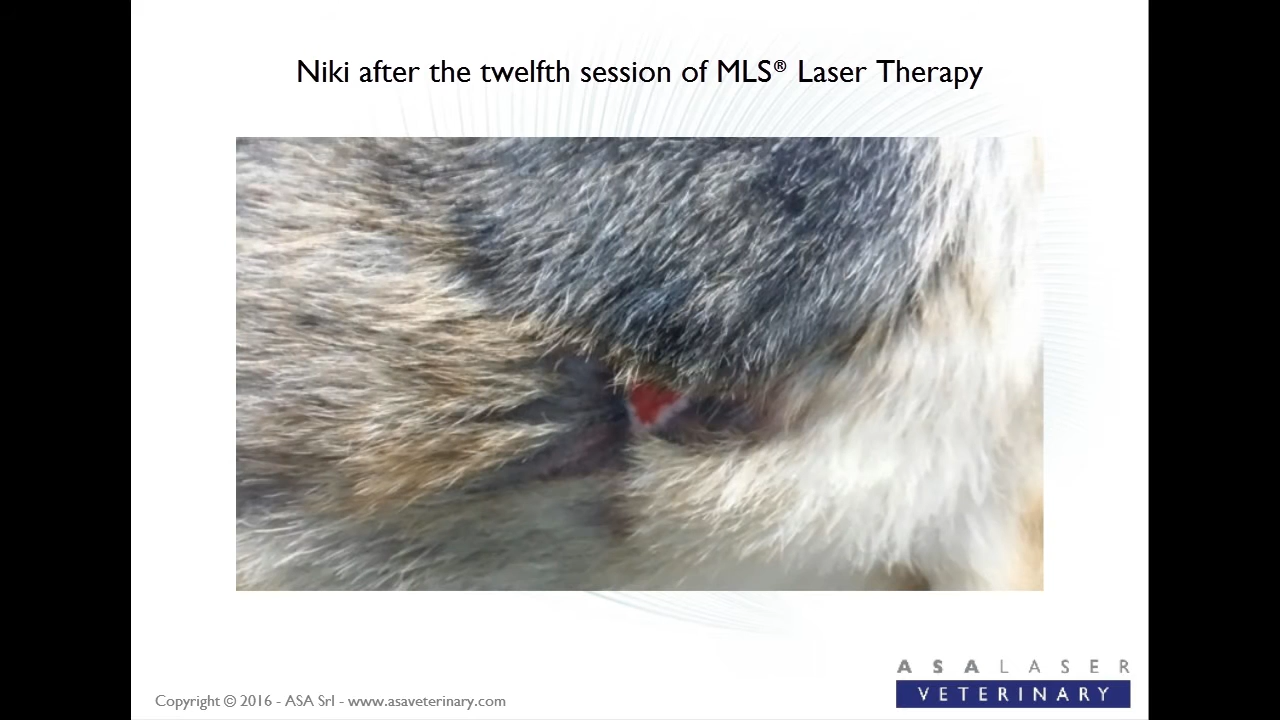 Niki after the twelfth session of MLS® Laser Therapy
ASALASER
VETERINARY
Copyright © 2016 - ASA Srl - www.asaveterinary.com